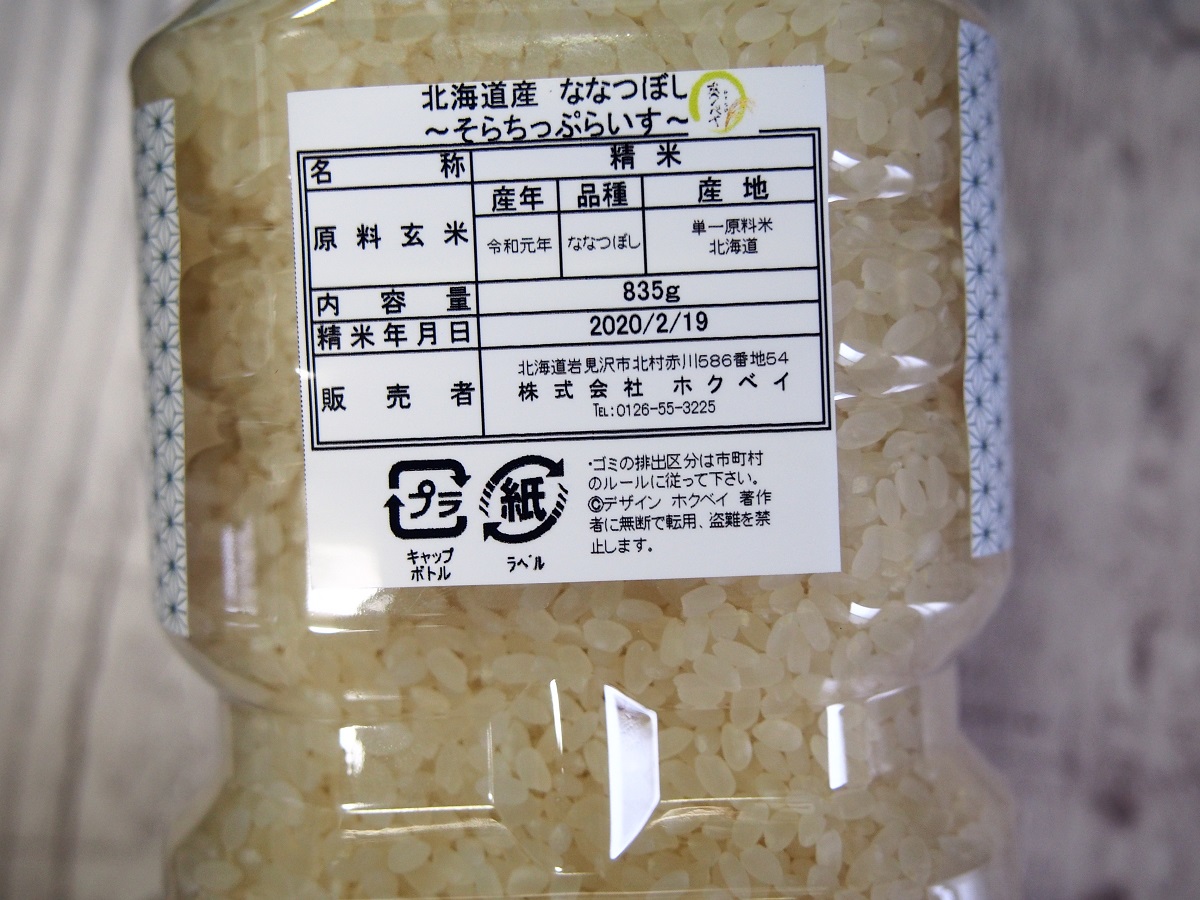 北海道産 ななつぼし
～そらちっぷらいす～
名称 精米
原料玄米 産年 品種 産地
令和元年 ななつぼし 単一原料米
北海道
内容量 835g
精米年月日 2020/2/19
販売者 北海道岩見沢市北村赤川586番地54
株式会社 ホクベイ
TEL:0126-55-3225
プラ 紙
キャップ
ボトル
ラベル
・ゴミの排出区分は市町村
のルールに従って下さい。
©デザイン ホクベイ 著作
者に無断で転用、盗難を禁
止します。